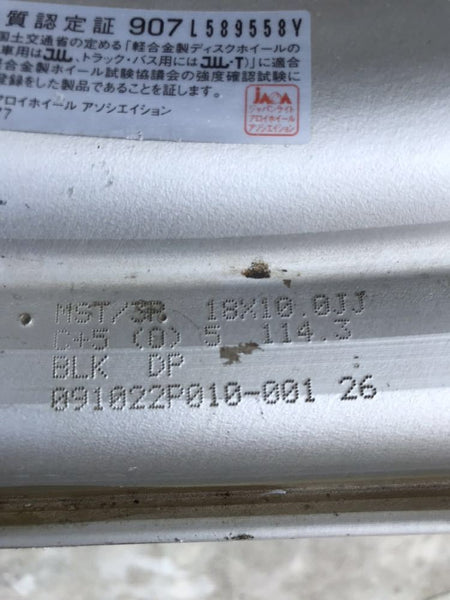 質認定証 907L589558Y
国土交通省の定める「軽合金製ディスクホイールの
車用はJWL、トラック・バス用にはJWL-T)」に適合
軽合金製ホイール試験協議会の強度確認試験に
登録をした製品であることを証します。
アロイホイール アソシエイション
JAWA
ジャパンライト
アロイホイール
アソシエイション
MST/SR 18X10.0JJ
C+5 (0) 5 114.3
BLK DP
091022P010-001 26